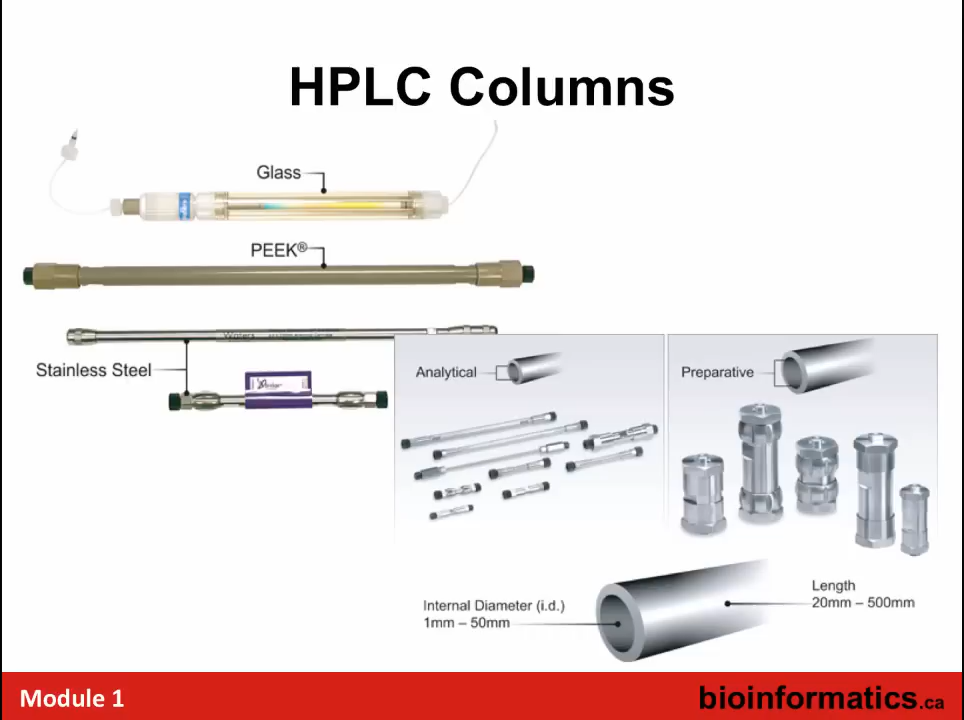 HPLC Columns
Glass
PEEK®
Waters
Stainless Steel
Analytical
Preparative
Internal Diameter (i.d.)
1mm – 50mm
Length
20mm – 500mm
Module 1
bioinformatics.ca